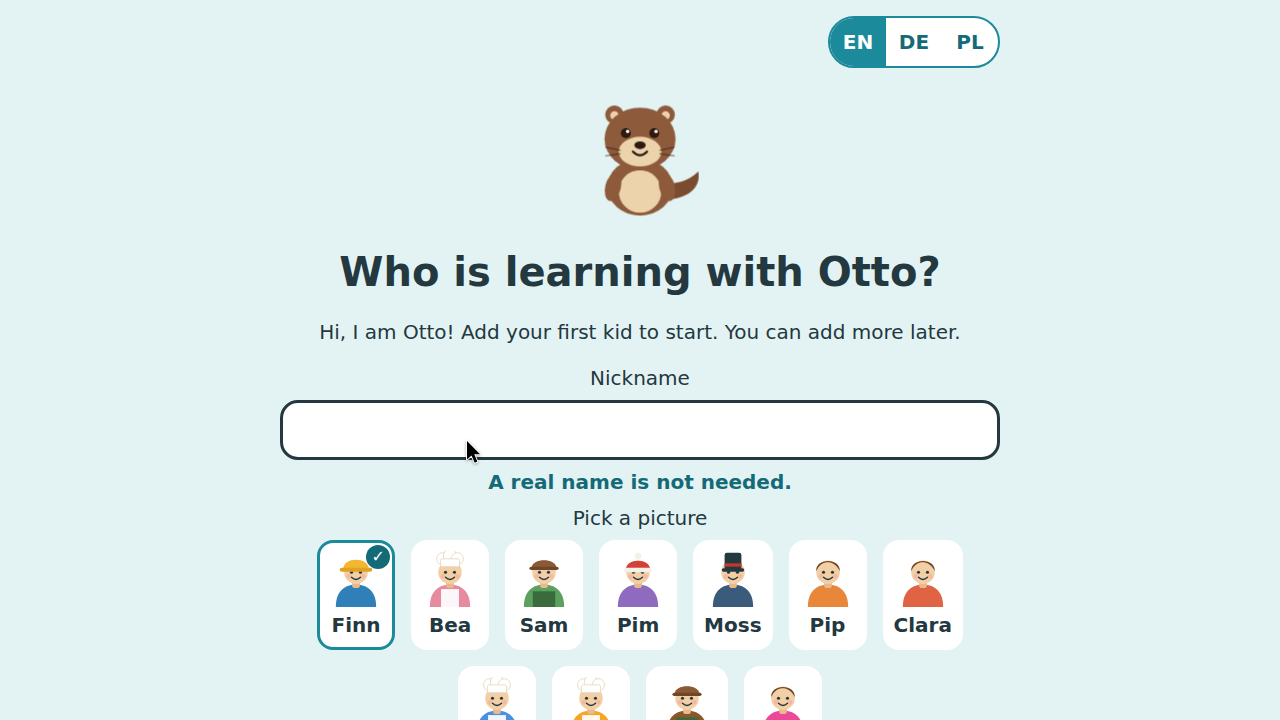 EN DE PL
Who is learning with Otto?
Hi, I am Otto! Add your first kid to start. You can add more later.
Nickname
A real name is not needed.
Pick a picture
Finn Bea Sam Pim Moss Pip Clara